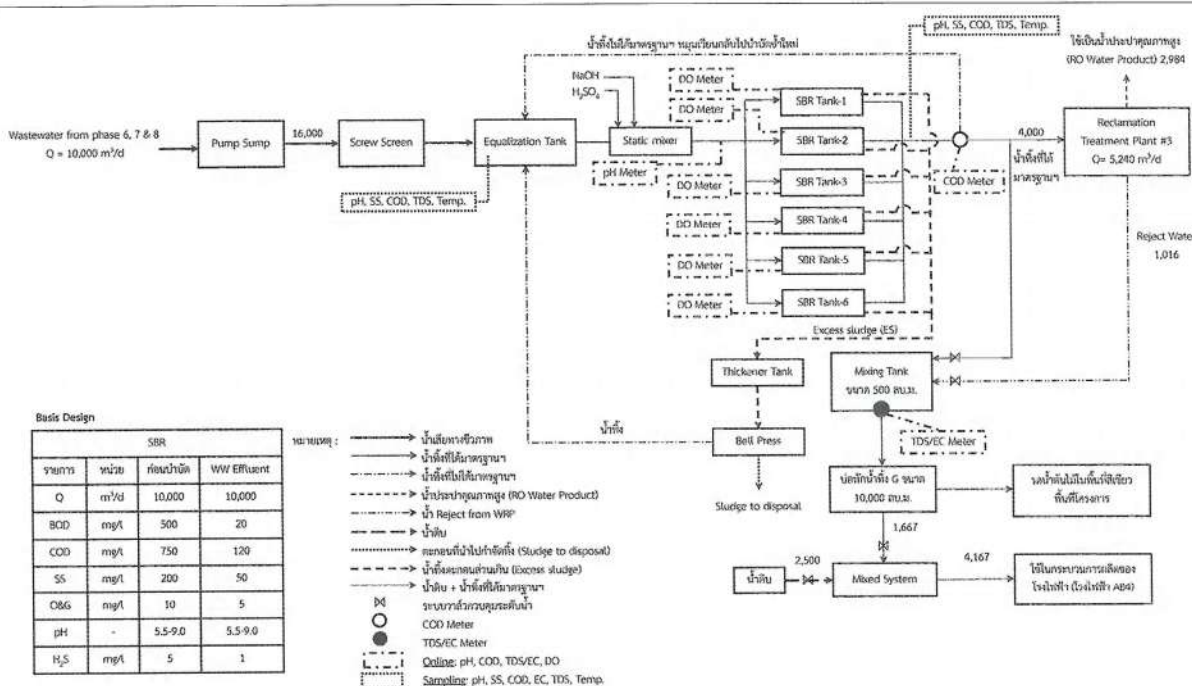 pH, SS, COD, TDS, Temp.
น้ำทิ้งไม่ได้มาตรฐานฯ หมุนเวียนกลับไปบำบัดซ้ำใหม่
ใช้เป็นน้ำประปาคุณภาพสูง
(RO Water Product) 2,984
NaOH
H₂SO₄
DO Meter
DO Meter
SBR Tank-1
Wastewater from phase 6, 7 & 8
Q = 10,000 m³/d
Pump Sump
16,000
Screw Screen
Equalization Tank
Static mixer
SBR Tank-2
4,000
Reclamation
Treatment Plant #3
Q= 5,240 m³/d
น้ำทิ้งที่ได้
มาตรฐานฯ
pH Meter
COD Meter
pH, SS, COD, TDS, Temp.
DO Meter
SBR Tank-3
DO Meter
SBR Tank-4
DO Meter
SBR Tank-5
DO Meter
SBR Tank-6
Reject Water
1,016
Excess sludge (ES)
Thickener Tank
Mixing Tank
ขนาด 500 ลบ.ม.
TDS/EC Meter
น้ำทิ้ง
Belt Press
Sludge to disposal
บ่อพักน้ำทิ้ง G ขนาด
10,000 ลบ.ม.
รดน้ำต้นไม้ในพื้นที่สีเขียว
พื้นที่โครงการ
1,667
2,500
น้ำดิบ
Mixed System
4,167
ใช้ในกระบวนการผลิตของ
โรงไฟฟ้า (โรงไฟฟ้า AB4)
Basis Design
SBR
รายการ หน่วย ก่อนบำบัด WW Effluent
Q m³/d 10,000 10,000
BOD mg/l 500 20
COD mg/l 750 120
SS mg/l 200 50
O&G mg/l 10 5
pH - 5.5-9.0 5.5-9.0
H₂S mg/l 5 1
หมายเหตุ :
น้ำเสียทางชีวภาพ
น้ำทิ้งที่ได้มาตรฐานฯ
น้ำทิ้งที่ไม่ได้มาตรฐานฯ
น้ำประปาคุณภาพสูง (RO Water Product)
น้ำ Reject from WRP
น้ำดิบ
ตะกอนที่นำไปกำจัดทิ้ง (Sludge to disposal)
น้ำทิ้งตะกอนส่วนเกิน (Excess sludge)
น้ำดิบ + น้ำทิ้งที่ได้มาตรฐานฯ
ระบบวาล์วควบคุมระดับน้ำ
COD Meter
TDS/EC Meter
Online: pH, COD, TDS/EC, DO
Sampling: pH, SS, COD, EC, TDS, Temp.